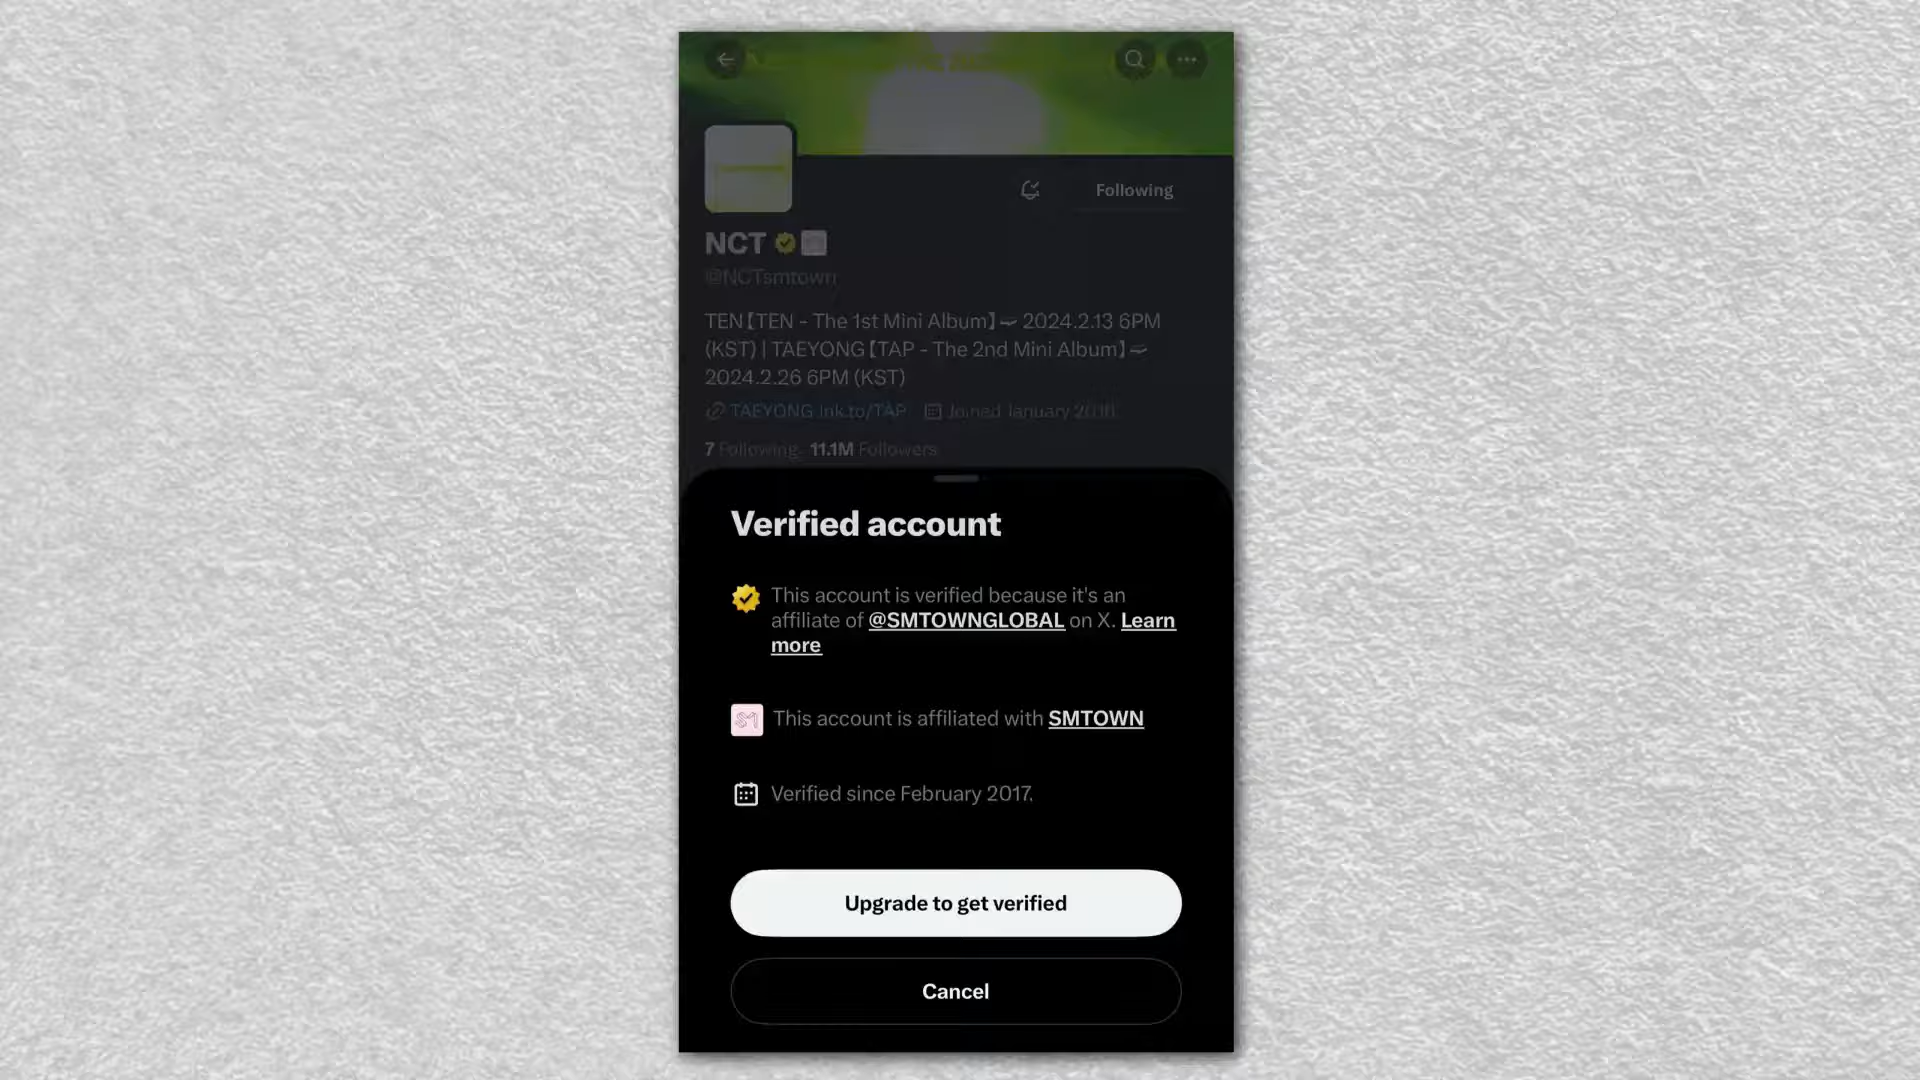 Following
NCT
@NCTsmtown
TEN【TEN - The 1st Mini Album】➫ 2024.2.13 6PM
(KST) | TAEYONG【TAP - The 2nd Mini Album】➫
2024.2.26 6PM (KST)
TAEYONG.lnk.to/TAP Joined January 2016
7 Following 11.1M Followers
Verified account
This account is verified because it's an
affiliate of @SMTOWNGLOBAL on X. Learn
more
This account is affiliated with SMTOWN
Verified since February 2017.
Upgrade to get verified
Cancel